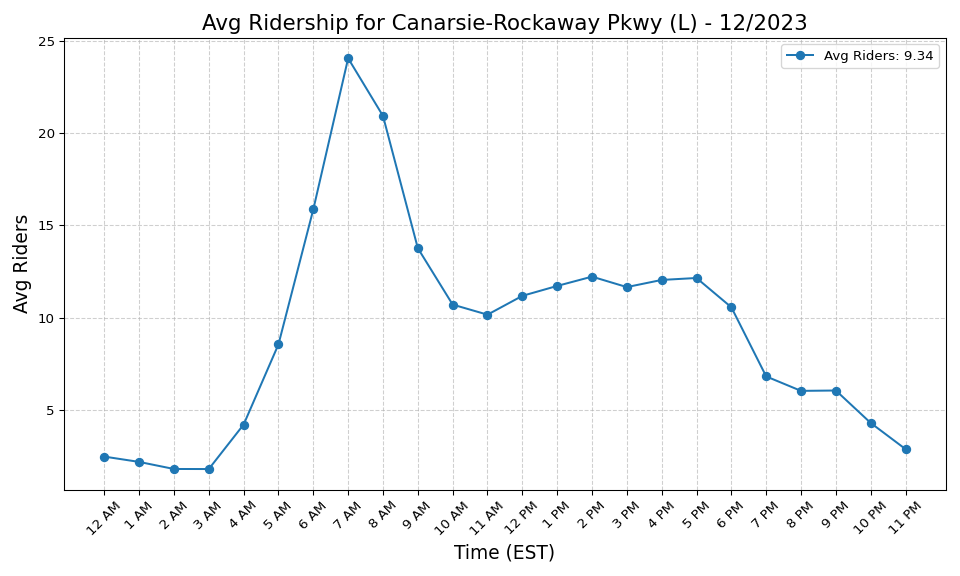 Avg Ridership for Canarsie-Rockaway Pkwy (L) - 12/2023
Avg Riders: 9.34
Avg Riders
25
20
15
10
5
12 AM
1 AM
2 AM
3 AM
4 AM
5 AM
6 AM
7 AM
8 AM
9 AM
10 AM
11 AM
12 PM
1 PM
2 PM
3 PM
4 PM
5 PM
6 PM
7 PM
8 PM
9 PM
10 PM
11 PM
Time (EST)